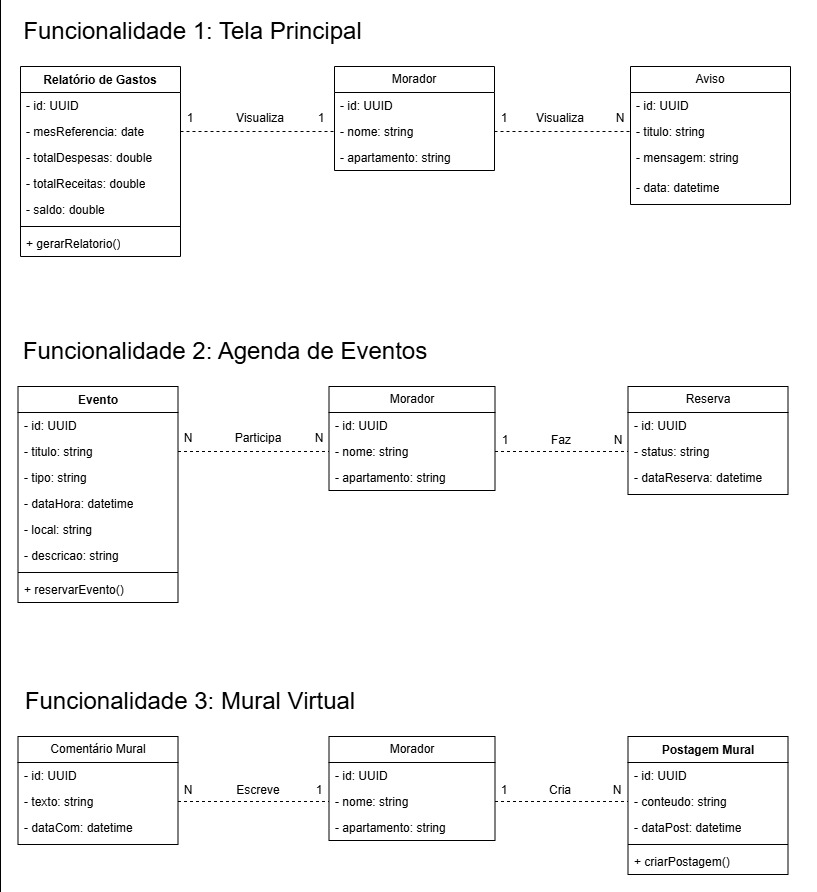 Funcionalidade 1: Tela Principal
Relatório de Gastos
- id: UUID
- mesReferencia: date
- totalDespesas: double
- totalReceitas: double
- saldo: double
+ gerarRelatorio()
1 Visualiza 1
Morador
- id: UUID
- nome: string
- apartamento: string
1 Visualiza N
Aviso
- id: UUID
- titulo: string
- mensagem: string
- data: datetime
Funcionalidade 2: Agenda de Eventos
Evento
- id: UUID
- titulo: string
- tipo: string
- dataHora: datetime
- local: string
- descricao: string
+ reservarEvento()
N Participa N
Morador
- id: UUID
- nome: string
- apartamento: string
1 Faz N
Reserva
- id: UUID
- status: string
- dataReserva: datetime
Funcionalidade 3: Mural Virtual
Comentário Mural
- id: UUID
- texto: string
- dataCom: datetime
N Escreve 1
Morador
- id: UUID
- nome: string
- apartamento: string
1 Cria N
Postagem Mural
- id: UUID
- conteudo: string
- dataPost: datetime
+ criarPostagem()